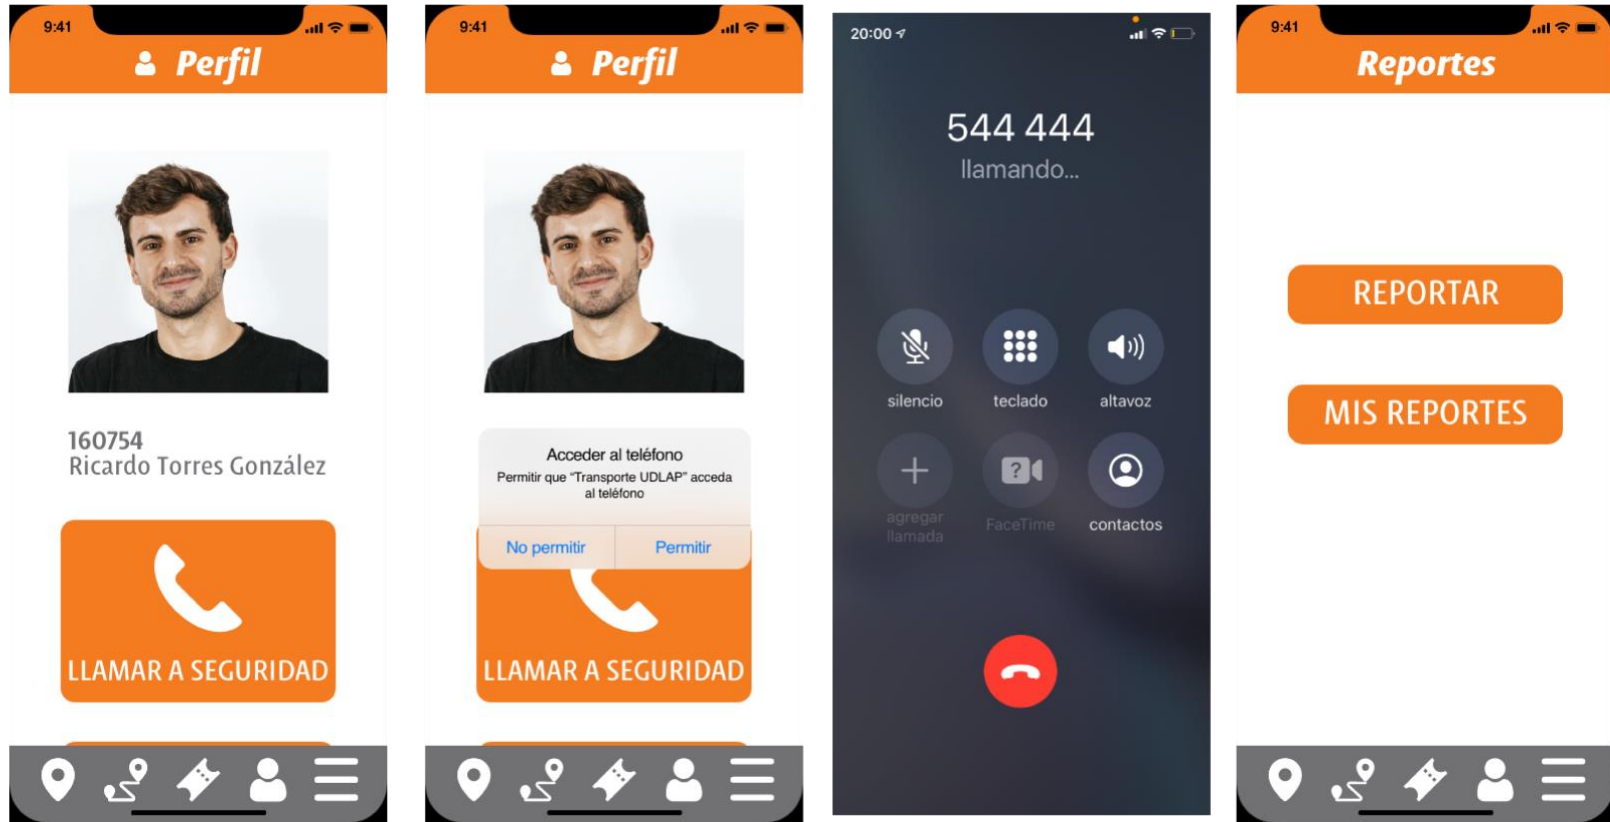 9:41
Perfil
160754
Ricardo Torres González
LLAMAR A SEGURIDAD
9:41
Perfil
Acceder al teléfono
Permitir que “Transporte UDLAP” acceda
al teléfono
No permitir
Permitir
LLAMAR A SEGURIDAD
20:00
544 444
llamando...
silencio
teclado
altavoz
agregar
llamada
FaceTime
contactos
9:41
Reportes
REPORTAR
MIS REPORTES